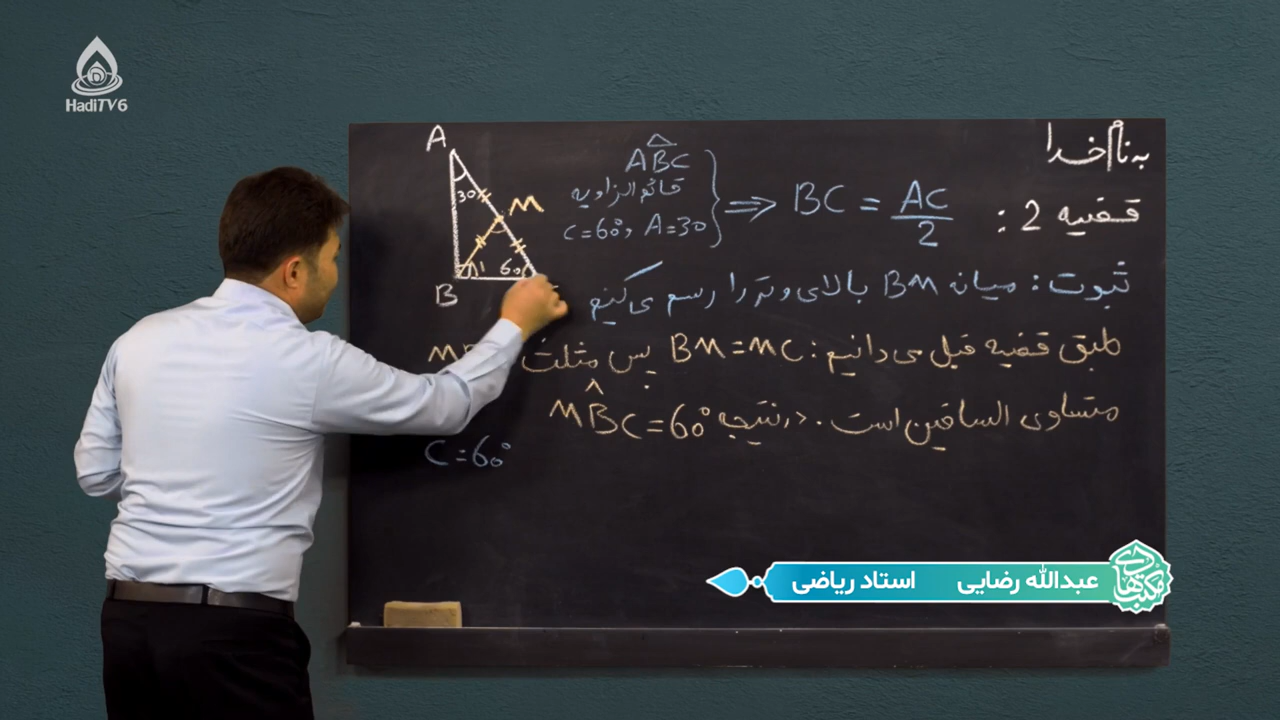 HadiTV6
به نام خدا
قضیه 2 :
ABC
قائم الزاویه
C=60°, A=30
⇒ BC = AC/2
A
30
M
B
1
60
ثبوت : میانه BM بالای وتر را رسم می کنیم
طبق قضیه قبل می دانیم : BM=MC پس مثلث
متساوی الساقین است . در نتیجه MBC=60°
C=60°
عبدالله رضایی استاد ریاضی